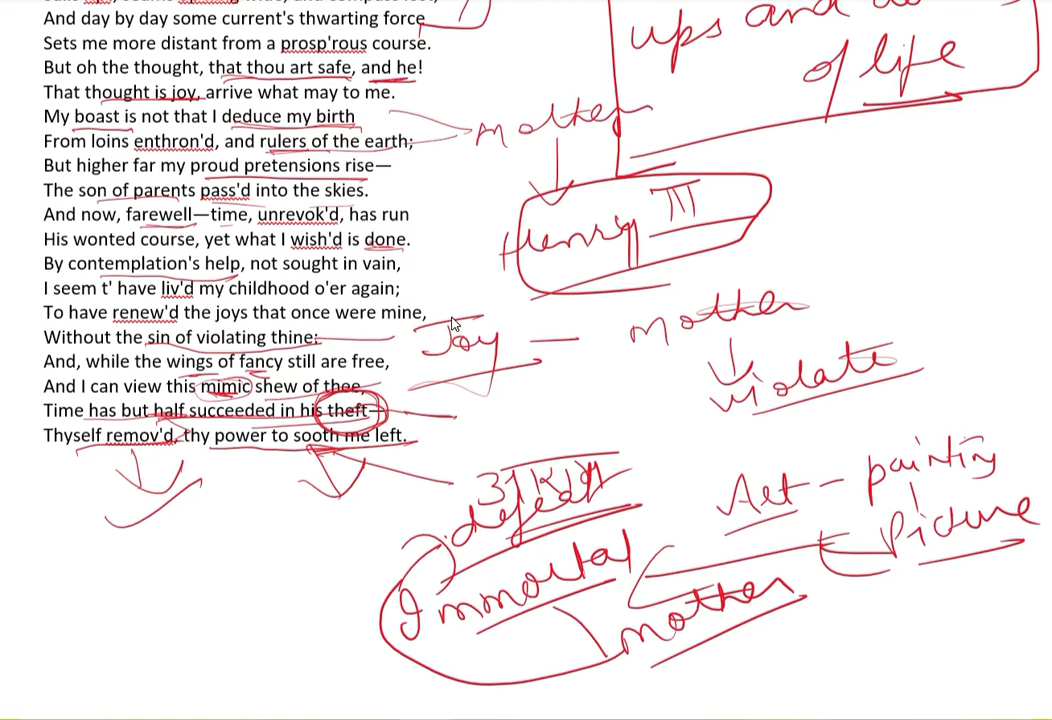 And day by day some current's thwarting force
Sets me more distant from a prosp'rous course.
But oh the thought, that thou art safe, and he!
That thought is joy, arrive what may to me.
My boast is not that I deduce my birth
From loins enthron'd, and rulers of the earth;
But higher far my proud pretensions rise—
The son of parents pass'd into the skies.
And now, farewell—time, unrevok'd, has run
His wonted course, yet what I wish'd is done.
By contemplation's help, not sought in vain,
I seem t' have liv'd my childhood o'er again;
To have renew'd the joys that once were mine,
Without the sin of violating thine:
And, while the wings of fancy still are free,
And I can view this mimic shew of thee,
Time has but half succeeded in his theft—
Thyself remov'd, thy power to sooth me left.
ups and
of life
Mother
Henry III
Joy — Mother
violate
Art – painting
Picture
defeat
Immortal
mother